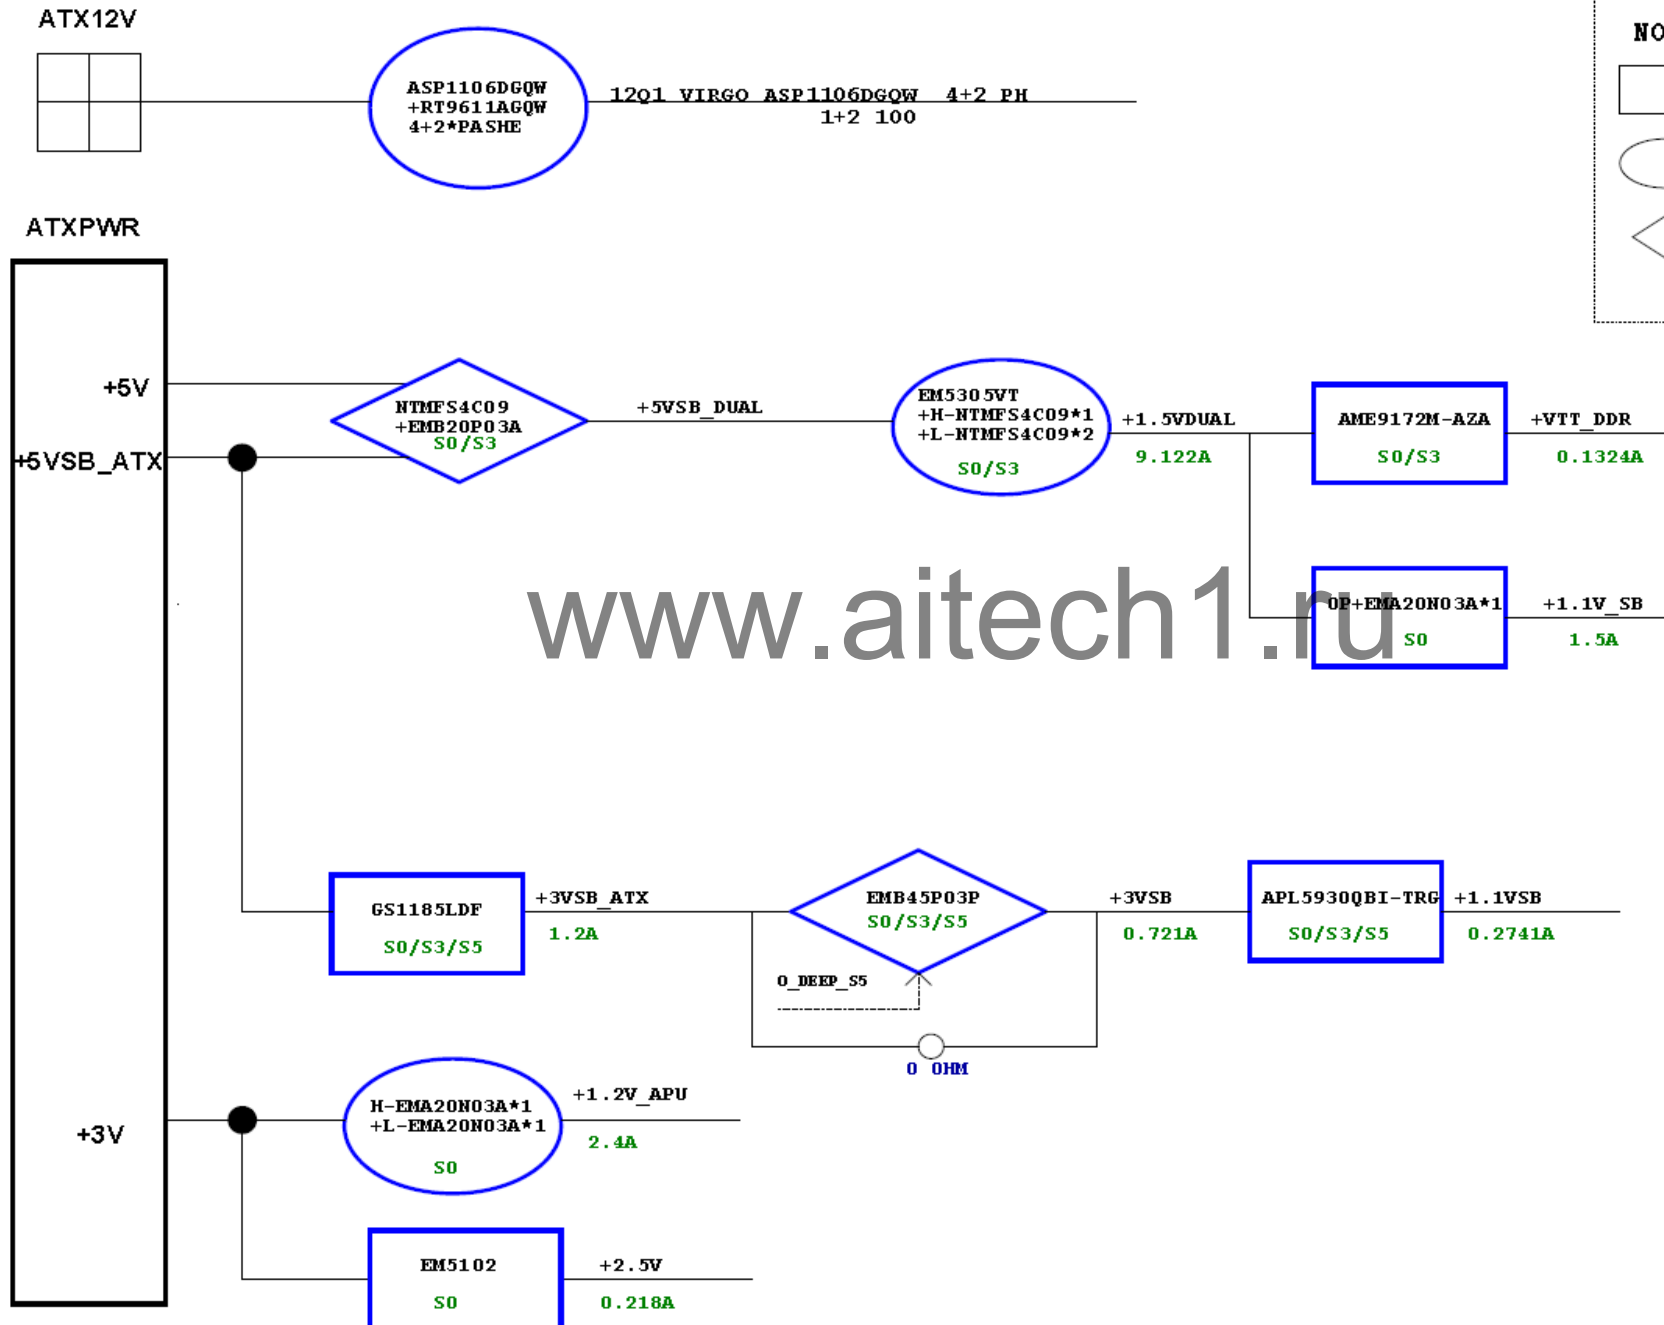 ATX12V
NO
ASP1106DGQW
+RT9611AGQW
4+2*PASHE
12Q1 VIRGO ASP1106DGQW 4+2 PH
1+2 100
ATXPWR
+5V
NTMFS4C09
+EMB20P03A
S0/S3
+5VSB_DUAL
EM5305VT
+H-NTMFS4C09*1
+L-NTMFS4C09*2
S0/S3
+1.5VDUAL
9.122A
AME9172M-AZA
S0/S3
+VTT_DDR
0.1324A
+5VSB_ATX
www.aitech1.ru
OP+EMA20N03A*1
S0
+1.1V_SB
1.5A
GS1185LDF
S0/S3/S5
+3VSB_ATX
1.2A
EMB45P03P
S0/S3/S5
+3VSB
0.721A
APL5930QBI-TRG
S0/S3/S5
+1.1VSB
0.2741A
O_DEEP_S5
0 OHM
+3V
H-EMA20N03A*1
+L-EMA20N03A*1
S0
+1.2V_APU
2.4A
EM5102
S0
+2.5V
0.218A